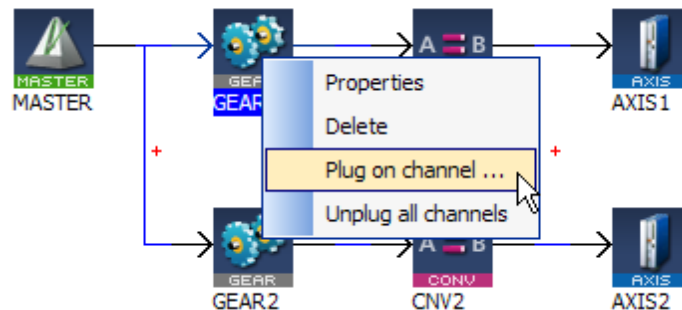 A = B
MASTER
GEA
AXIS
MASTER
GEAR
AXIS1
Properties
Delete
Plug on channel ...
Unplug all channels
A = B
GEAR
CONV
AXIS
GEAR2
CNV2
AXIS2